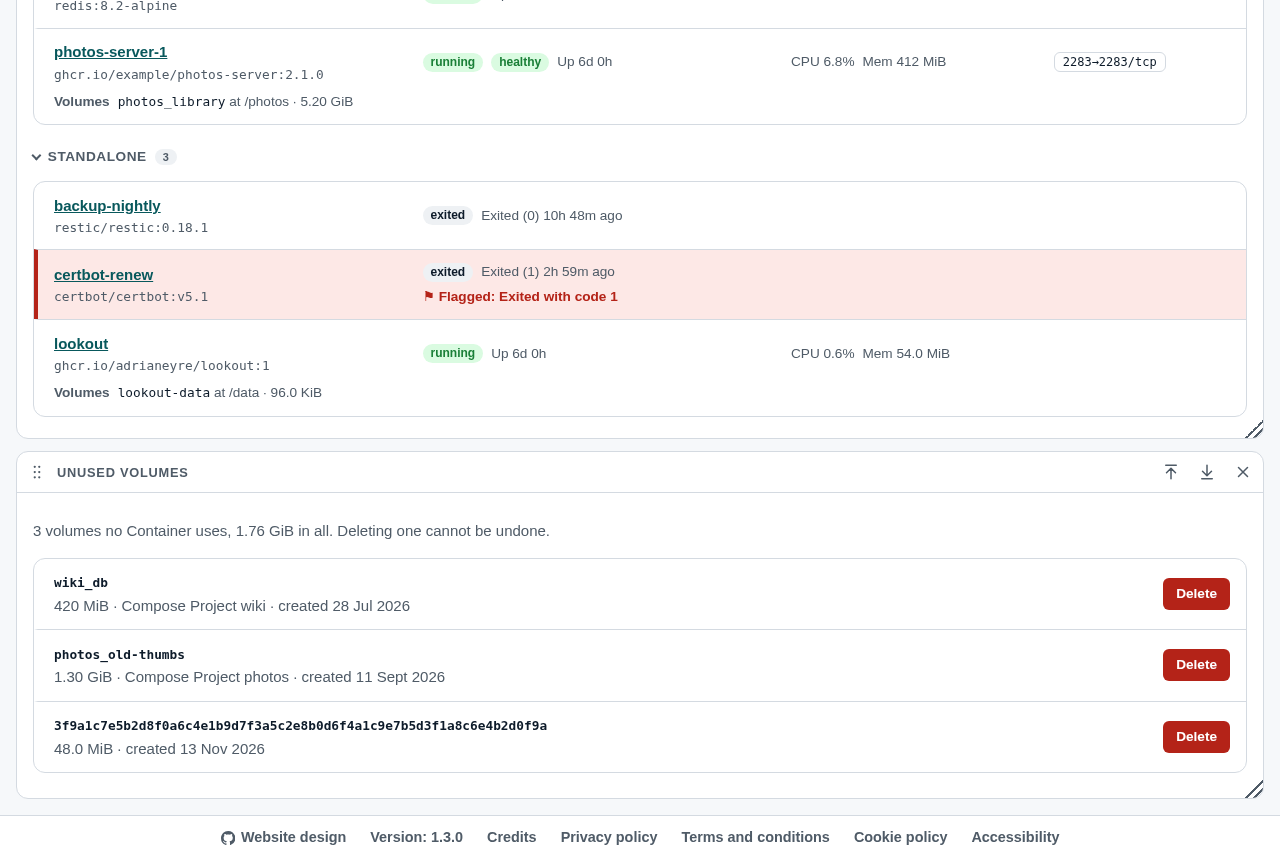 redis:8.2-alpine
photos-server-1
running healthy Up 6d 0h CPU 6.8% Mem 412 MiB 2283→2283/tcp
ghcr.io/example/photos-server:2.1.0
Volumes photos_library at /photos · 5.20 GiB
STANDALONE 3
backup-nightly
exited Exited (0) 10h 48m ago
restic/restic:0.18.1
certbot-renew
exited Exited (1) 2h 59m ago
certbot/certbot:v5.1
⚑ Flagged: Exited with code 1
lookout
running Up 6d 0h CPU 0.6% Mem 54.0 MiB
ghcr.io/adrianeyre/lookout:1
Volumes lookout-data at /data · 96.0 KiB
UNUSED VOLUMES
3 volumes no Container uses, 1.76 GiB in all. Deleting one cannot be undone.
wiki_db
420 MiB · Compose Project wiki · created 28 Jul 2026
Delete
photos_old-thumbs
1.30 GiB · Compose Project photos · created 11 Sept 2026
Delete
3f9a1c7e5b2d8f0a6c4e1b9d7f3a5c2e8b0d6f4a1c9e7b5d3f1a8c6e4b2d0f9a
48.0 MiB · created 13 Nov 2026
Delete
Website design Version: 1.3.0 Credits Privacy policy Terms and conditions Cookie policy Accessibility